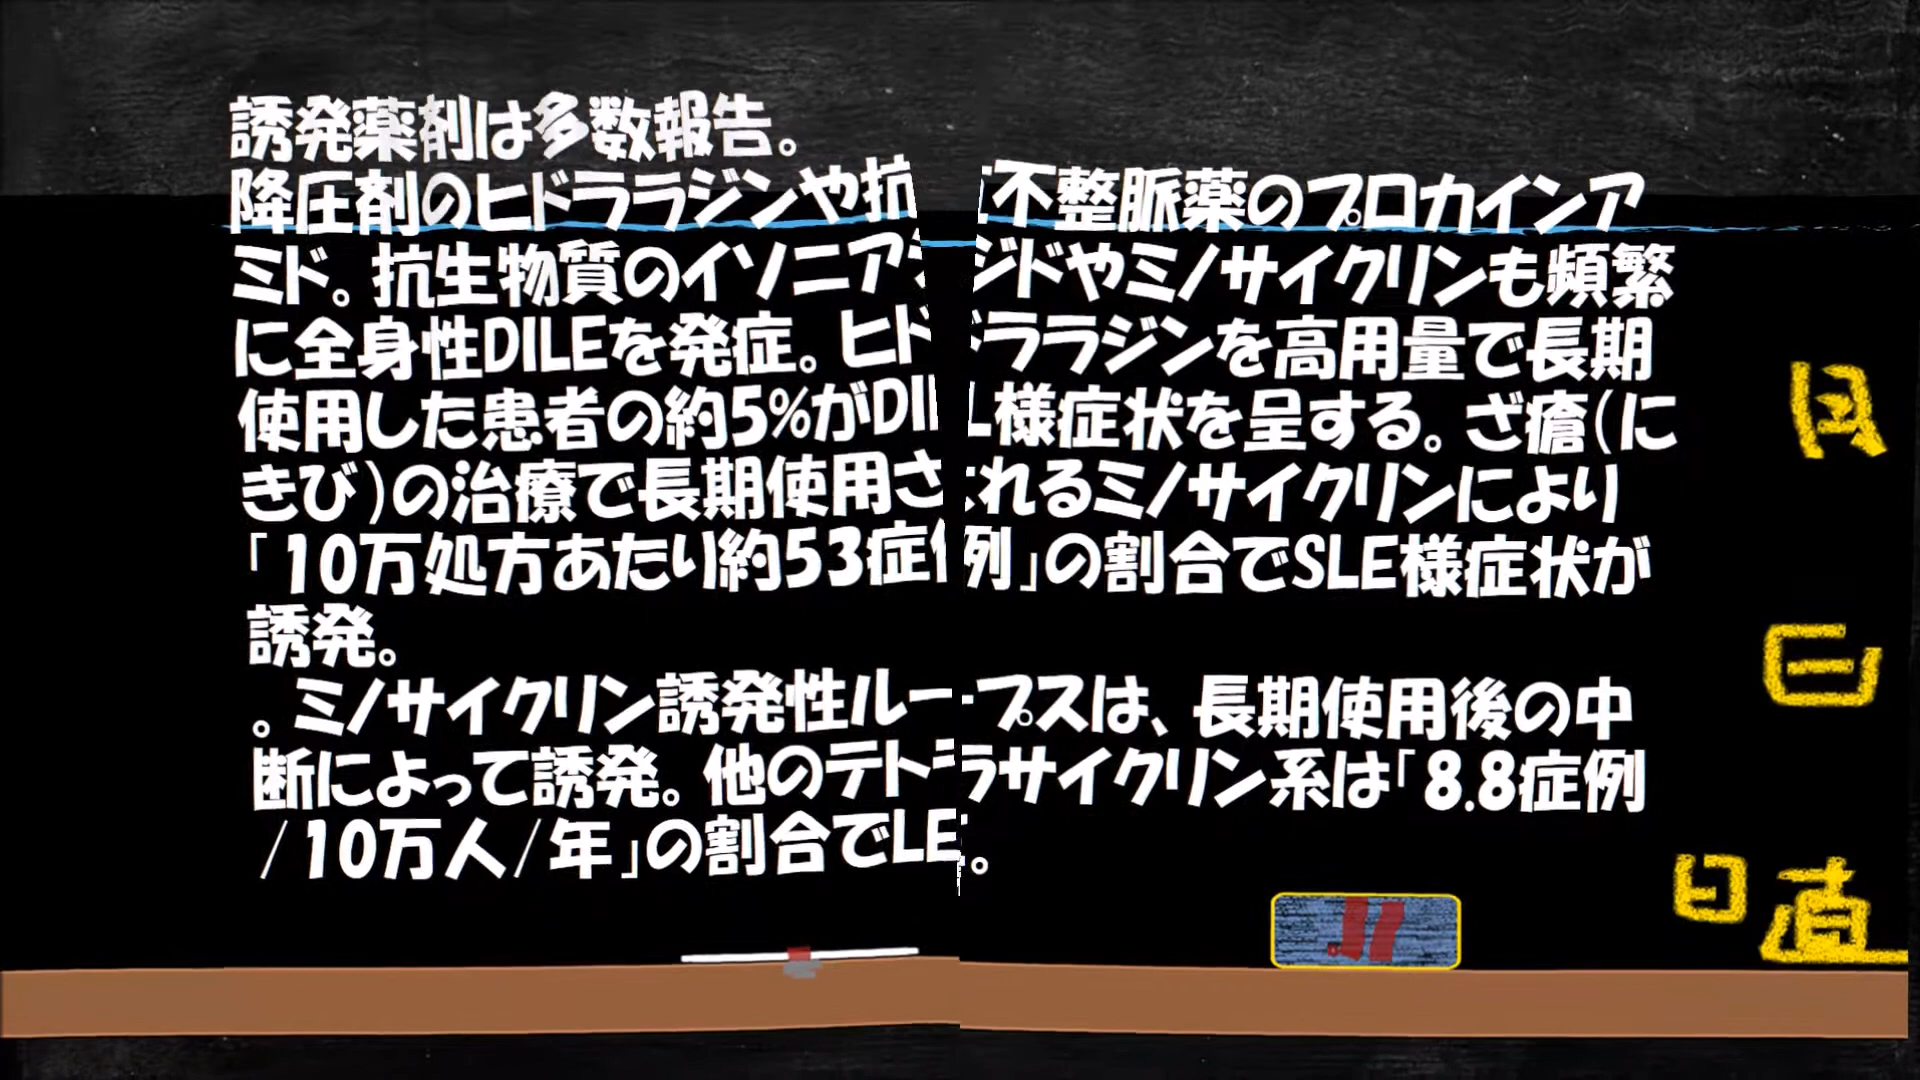 誘発薬剤は多数報告。
降圧剤のヒドララジンや抗不整脈薬のプロカインア
ミド。抗生物質のイソニアジドやミノサイクリンも頻繁
に全身性DILEを発症。ヒドララジンを高用量で長期
使用した患者の約5%がDIL様症状を呈する。ざ瘡(に
きび)の治療で長期使用されるミノサイクリンにより
「10万処方あたり約53症例」の割合でSLE様症状が
誘発。
。ミノサイクリン誘発性ループスは、長期使用後の中
断によって誘発。他のテトラサイクリン系は「8.8症例
/10万人/年」の割合でLE。
月
日
日直